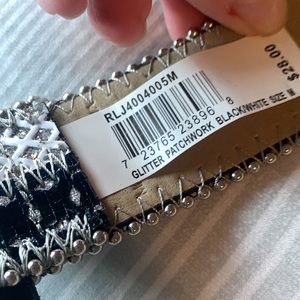 RLJ4004005M
7 23765 23896 8
GLITTER PATCHWORK BLACK/WHITE SIZE M
$28.00